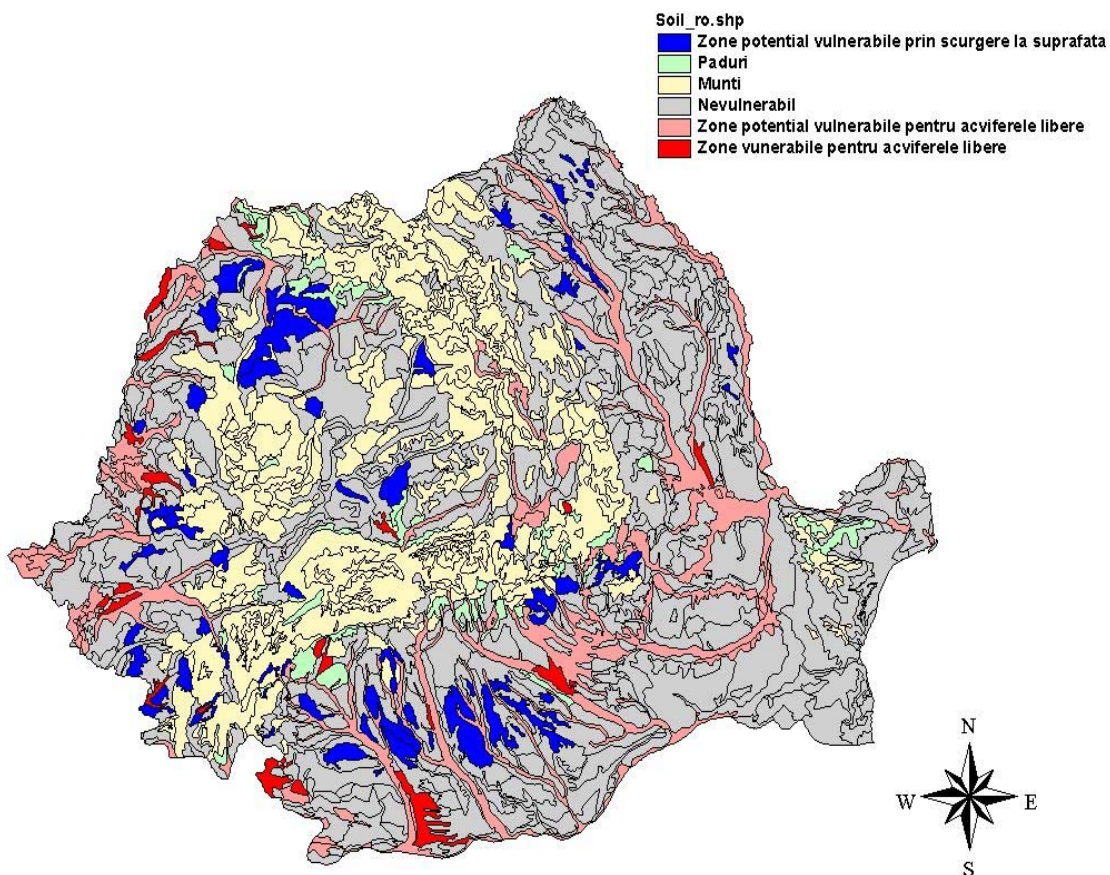 Soil_ro.shp
Zone potential vulnerabile prin scurgere la suprafata
Paduri
Munti
Nevulnerabil
Zone potential vulnerabile pentru acviferele libere
Zone vunerabile pentru acviferele libere
N
W E
S